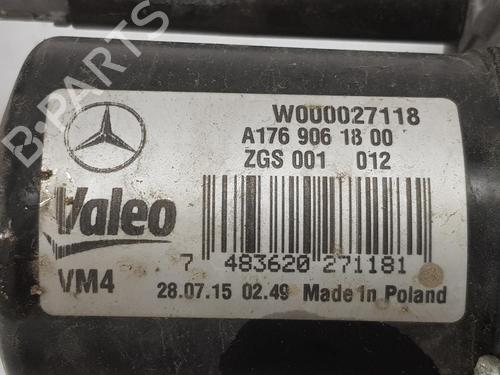 B-PARTS
W000027118
A176 906 18 00
ZGS 001 012
Valeo
VM4
7 483620 271181
28.07.15 02.49 Made In Poland